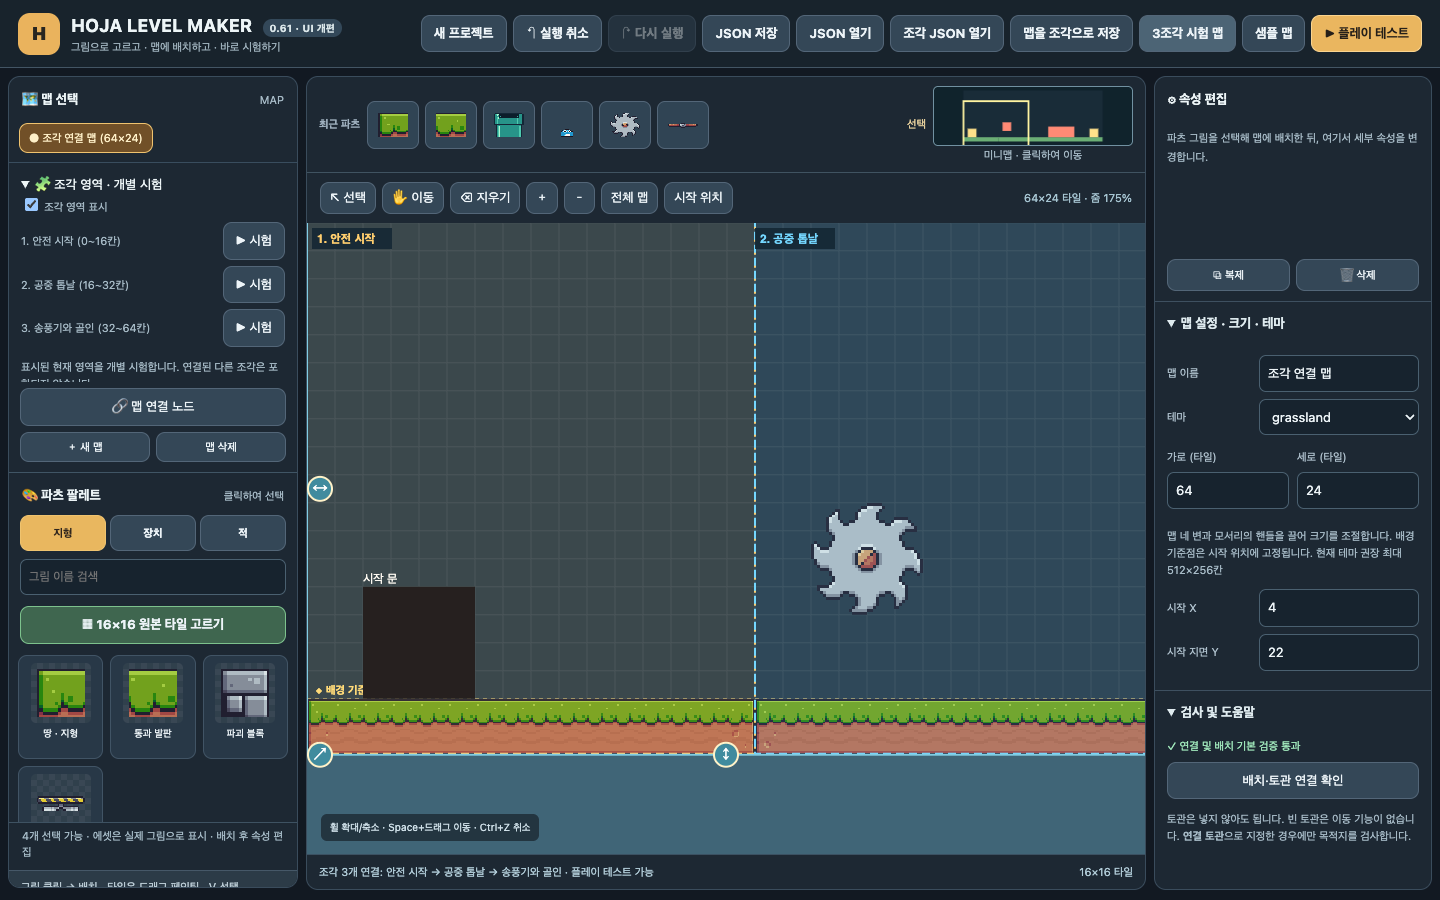 H
HOJA LEVEL MAKER
0.61 · UI 개편
그림으로 고르고 · 맵에 배치하고 · 바로 시험하기
새 프로젝트
실행 취소
다시 실행
JSON 저장
JSON 열기
조각 JSON 열기
맵을 조각으로 저장
3조각 시험 맵
샘플 맵
▶ 플레이 테스트
맵 선택
MAP
조각 연결 맵 (64×24)
▼ 조각 영역 · 개별 시험
조각 영역 표시
1. 안전 시작 (0~16칸)
▶ 시험
2. 공중 톱날 (16~32칸)
▶ 시험
3. 송풍기와 골인 (32~64칸)
▶ 시험
표시된 현재 영역을 개별 시험합니다. 연결된 다른 조각은 포
맵 연결 노드
+ 새 맵
맵 삭제
파츠 팔레트
클릭하여 선택
지형
장치
적
그림 이름 검색
16×16 원본 타일 고르기
땅 · 지형
통과 발판
파괴 블록
4개 선택 가능 · 에셋은 실제 그림으로 표시 · 배치 후 속성 편
집
최근 파츠
선택
미니맵 · 클릭하여 이동
↖ 선택
이동
⌫ 지우기
+
-
전체 맵
시작 위치
64×24 타일 · 줌 175%
1. 안전 시작
2. 공중 톱날
시작 문
◆ 배경 기준
휠 확대/축소 · Space+드래그 이동 · Ctrl+Z 취소
조각 3개 연결: 안전 시작 → 공중 톱날 → 송풍기와 골인 · 플레이 테스트 가능
16×16 타일
⚙ 속성 편집
파츠 그림을 선택해 맵에 배치한 뒤, 여기서 세부 속성을 변
경합니다.
복제
삭제
▼ 맵 설정 · 크기 · 테마
맵 이름
조각 연결 맵
테마
grassland
가로 (타일)
세로 (타일)
64
24
맵 네 변과 모서리의 핸들을 끌어 크기를 조절합니다. 배경
기준점은 시작 위치에 고정됩니다. 현재 테마 권장 최대
512×256칸
시작 X
4
시작 지면 Y
22
▼ 검사 및 도움말
✓ 연결 및 배치 기본 검증 통과
배치·토관 연결 확인
토관은 넣지 않아도 됩니다. 빈 토관은 이동 기능이 없습니
다. 연결 토관으로 지정한 경우에만 목적지를 검사합니다.